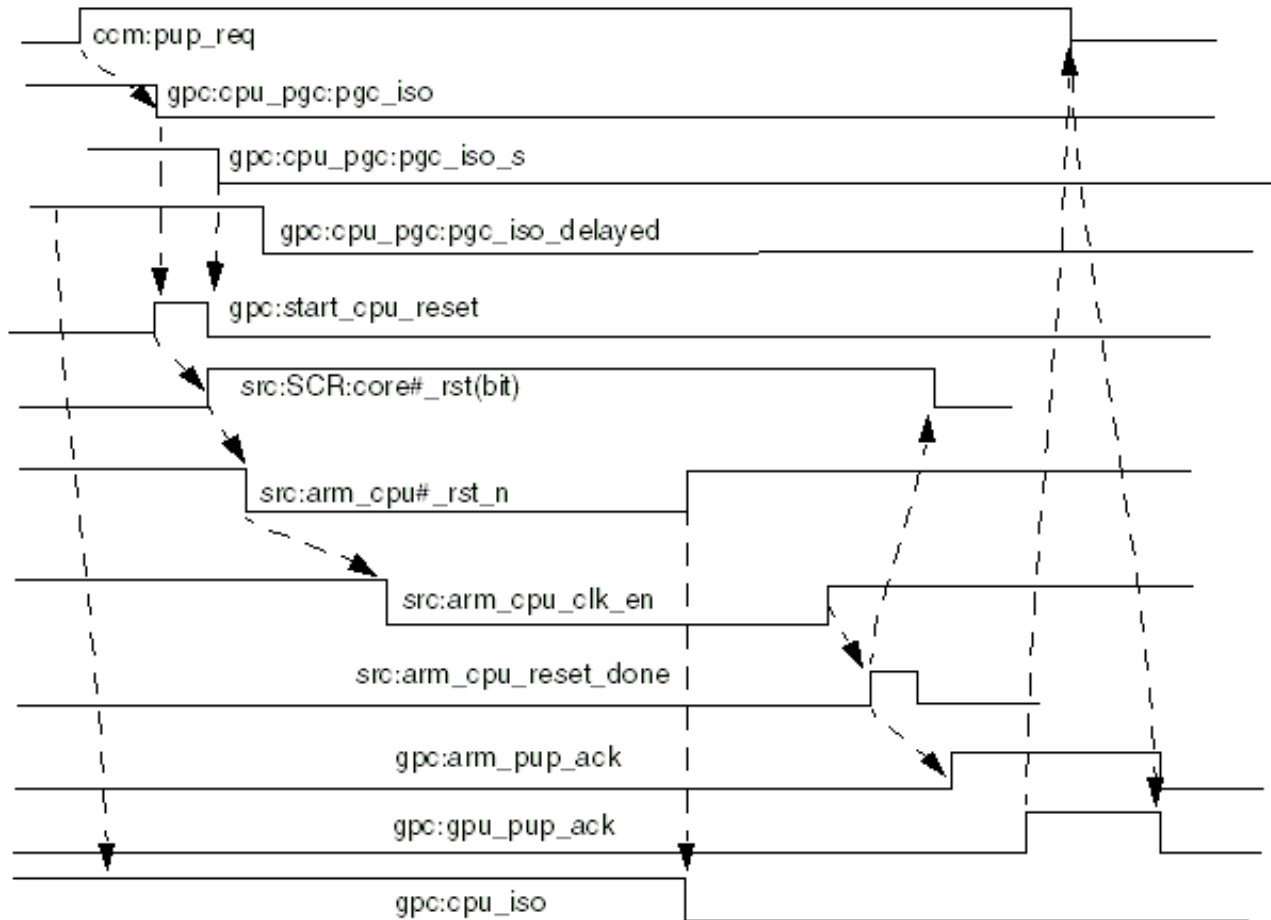 ccm:pup_req
gpc:cpu_pgc:pgc_iso
gpc:cpu_pgc:pgc_iso_s
gpc:cpu_pgc:pgc_iso_delayed
gpc:start_cpu_reset
src:SCR:core#_rst(bit)
src:arm_cpu#_rst_n
src:arm_cpu_clk_en
src:arm_cpu_reset_done
gpc:arm_pup_ack
gpc:gpu_pup_ack
gpc:cpu_iso